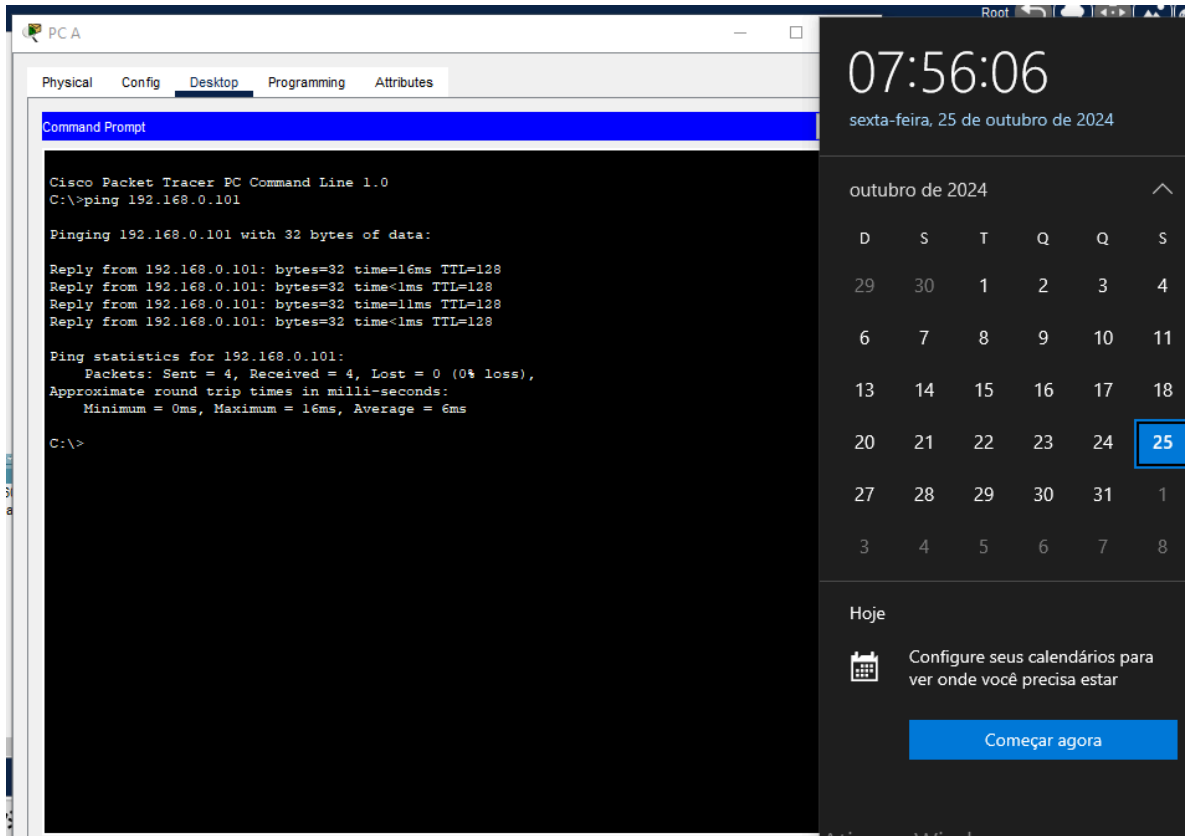 Root
PC A
Physical Config Desktop Programming Attributes
Command Prompt
Cisco Packet Tracer PC Command Line 1.0
C:\>ping 192.168.0.101
Pinging 192.168.0.101 with 32 bytes of data:
Reply from 192.168.0.101: bytes=32 time=16ms TTL=128
Reply from 192.168.0.101: bytes=32 time<1ms TTL=128
Reply from 192.168.0.101: bytes=32 time=11ms TTL=128
Reply from 192.168.0.101: bytes=32 time<1ms TTL=128
Ping statistics for 192.168.0.101:
Packets: Sent = 4, Received = 4, Lost = 0 (0% loss),
Approximate round trip times in milli-seconds:
Minimum = 0ms, Maximum = 16ms, Average = 6ms
C:\>
07:56:06
sexta-feira, 25 de outubro de 2024
outubro de 2024
D S T Q Q S
29 30 1 2 3 4
6 7 8 9 10 11
13 14 15 16 17 18
20 21 22 23 24 25
27 28 29 30 31 1
3 4 5 6 7 8
Hoje
Configure seus calendários para
ver onde você precisa estar
Começar agora